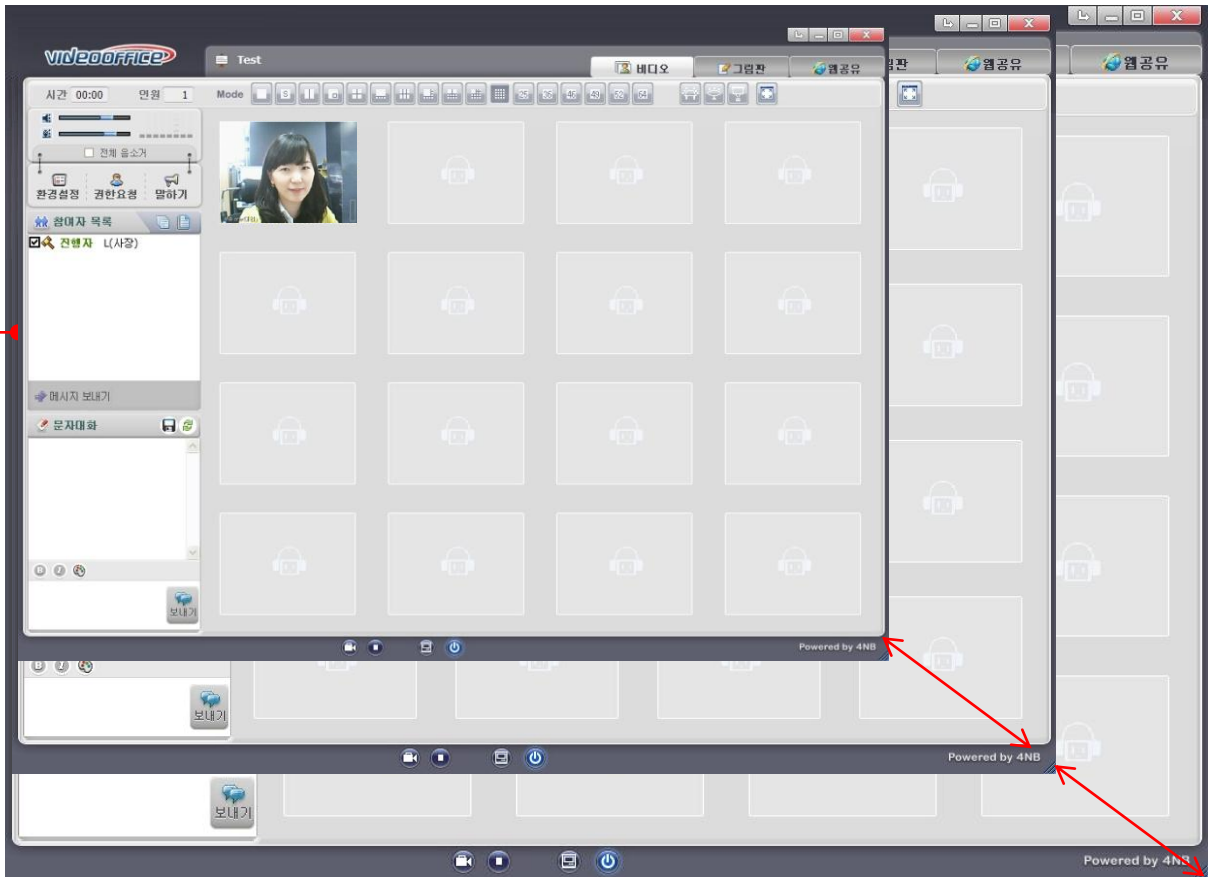 VIDEOOFFICE
Test
비디오
그림판
웹공유
림판
웹공유
웹공유
시간 00:00 인원 1
Mode S 25 64
전체 음소거
환경설정 권한요청 말하기
참여자 목록
진행자 L(사장)
메시지 보내기
문자대화
보내기
Powered by 4NB
보내기
Powered by 4NB
보내기
Powered by 4NB